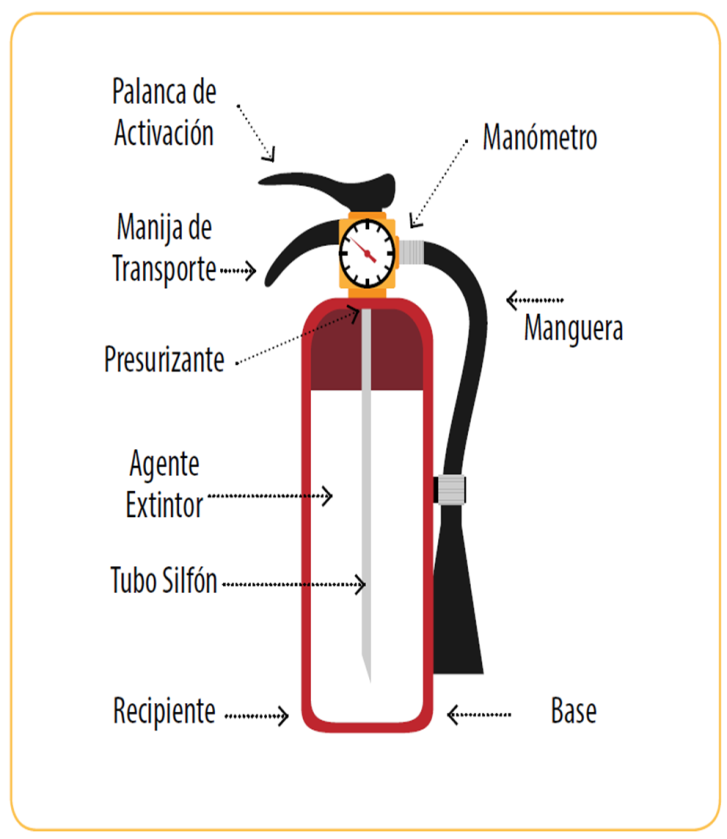 Palanca de
Activación
Manómetro
Manija de
Transporte
Manguera
Presurizante
Agente
Extintor
Tubo Silfón
Recipiente
Base